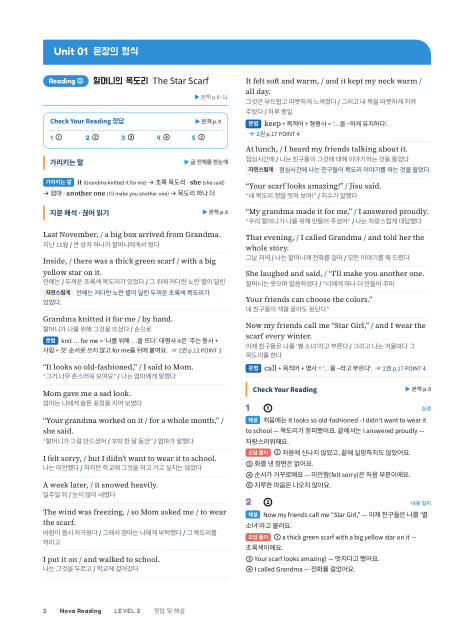 Unit 01 문장의 형식
Reading ① 할머니의 목도리 The Star Scarf
▶ 본책 p.8~11
Check Your Reading 정답 ▶ 본책 p.9
가리키는 말 ▶ 글 전체를 한눈에
가리키는 말 it (Grandma knitted it for me) → 초록 목도리 · she (she said)
→ 엄마 · another one (I'll make you another one) → 목도리 하나 더
지문 해석 · 끊어 읽기 ▶ 본책 p.8
Last November, / a big box arrived from Grandma.
지난 11월 / 큰 상자 하나가 할머니에게서 왔다
Inside, / there was a thick green scarf / with a big
yellow star on it.
안에는 / 두꺼운 초록색 목도리가 있었다 / 그 위에 커다란 노란 별이 달린
자연스럽게 안에는 커다란 노란 별이 달린 두꺼운 초록색 목도리가
있었다.
Grandma knitted it for me / by hand.
할머니가 나를 위해 그것을 뜨셨다 / 손으로
문법 knit … for me = '나를 위해 …을 뜨다'. 대명사 it은 '주는 동사 +
사람 + 것' 순서로 쓰지 않고 for me를 뒤에 붙여요. ☞ 2권 p.12 POINT 3
"It looks so old-fashioned," / I said to Mom.
"그거 너무 촌스러워 보여요" / 나는 엄마에게 말했다
Mom gave me a sad look.
엄마는 나에게 슬픈 표정을 지어 보였다
"Your grandma worked on it / for a whole month," /
she said.
"할머니가 그걸 만드셨어 / 꼬박 한 달 동안" / 엄마가 말했다
I felt sorry, / but I didn't want to wear it to school.
나는 미안했다 / 하지만 학교에 그것을 하고 가고 싶지는 않았다
A week later, / it snowed heavily.
일주일 뒤 / 눈이 많이 내렸다
The wind was freezing, / so Mom asked me / to wear
the scarf.
바람이 몹시 차가웠다 / 그래서 엄마는 나에게 부탁했다 / 그 목도리를
하라고
I put it on / and walked to school.
나는 그것을 두르고 / 학교에 걸어갔다
It felt soft and warm, / and it kept my neck warm /
all day.
그것은 부드럽고 따뜻하게 느껴졌다 / 그리고 내 목을 따뜻하게 지켜
주었다 / 하루 종일
문법 keep + 목적어 + 형용사 = '…을 ~하게 유지하다'.
☞ 2권 p.17 POINT 4
At lunch, / I heard my friends talking about it.
점심시간에 / 나는 친구들이 그것에 대해 이야기하는 것을 들었다
자연스럽게 점심시간에 나는 친구들이 목도리 이야기를 하는 것을 들었다.
"Your scarf looks amazing!" / Jisu said.
"네 목도리 정말 멋져 보여!" / 지수가 말했다
"My grandma made it for me," / I answered proudly.
"우리 할머니가 나를 위해 만들어 주셨어" / 나는 자랑스럽게 대답했다
That evening, / I called Grandma / and told her the
whole story.
그날 저녁 / 나는 할머니께 전화를 걸어 / 모든 이야기를 해 드렸다
She laughed and said, / "I'll make you another one.
할머니는 웃으며 말씀하셨다 / "너에게 하나 더 만들어 주마
Your friends can choose the colors."
네 친구들이 색을 골라도 된단다"
Now my friends call me "Star Girl," / and I wear the
scarf every winter.
이제 친구들은 나를 '별 소녀'라고 부른다 / 그리고 나는 겨울마다 그
목도리를 한다
문법 call + 목적어 + 명사 = '…을 ~라고 부르다'. ☞ 2권 p.17 POINT 4
Check Your Reading ▶ 본책 p.9
1 ① 심경
해설 처음에는 It looks so old-fashioned · I didn't want to wear it
to school — 목도리가 창피했어요. 끝에서는 I answered proudly —
자랑스러워해요.
오답 풀이 ② 처음에 신나지 않았고, 끝에 실망하지도 않았어요.
③ 화를 낸 장면은 없어요.
④ 순서가 거꾸로예요 — 미안함(felt sorry)은 처음 부분이에요.
⑤ 지루한 마음은 나오지 않아요.
2 내용 일치
해설 Now my friends call me "Star Girl," — 이제 친구들은 나를 '별
소녀'라고 불러요.
오답 풀이 ① a thick green scarf with a big yellow star on it —
초록색이에요.
③ Your scarf looks amazing! — 멋지다고 했어요.
④ I called Grandma — 전화를 걸었어요.
2 Nova Reading LEVEL 2 정답 및 해설